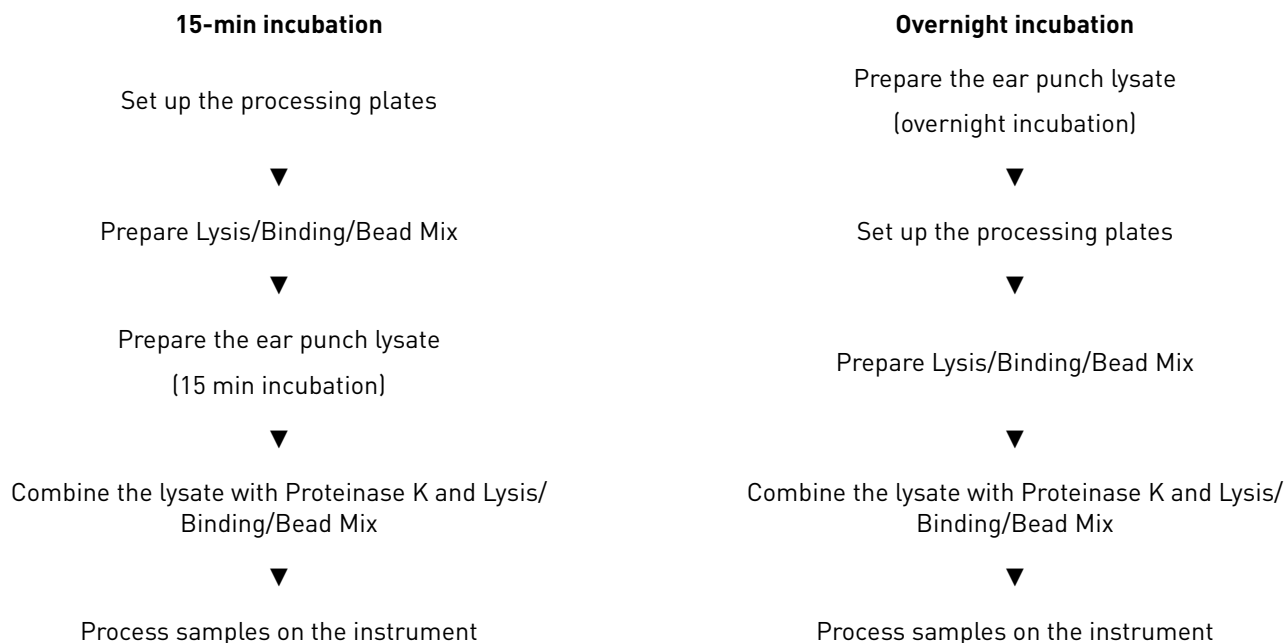 15-min incubation
Set up the processing plates
▼
Prepare Lysis/Binding/Bead Mix
▼
Prepare the ear punch lysate
(15 min incubation)
▼
Combine the lysate with Proteinase K and Lysis/
Binding/Bead Mix
▼
Process samples on the instrument
Overnight incubation
Prepare the ear punch lysate
(overnight incubation)
▼
Set up the processing plates
▼
Prepare Lysis/Binding/Bead Mix
▼
Combine the lysate with Proteinase K and Lysis/
Binding/Bead Mix
▼
Process samples on the instrument